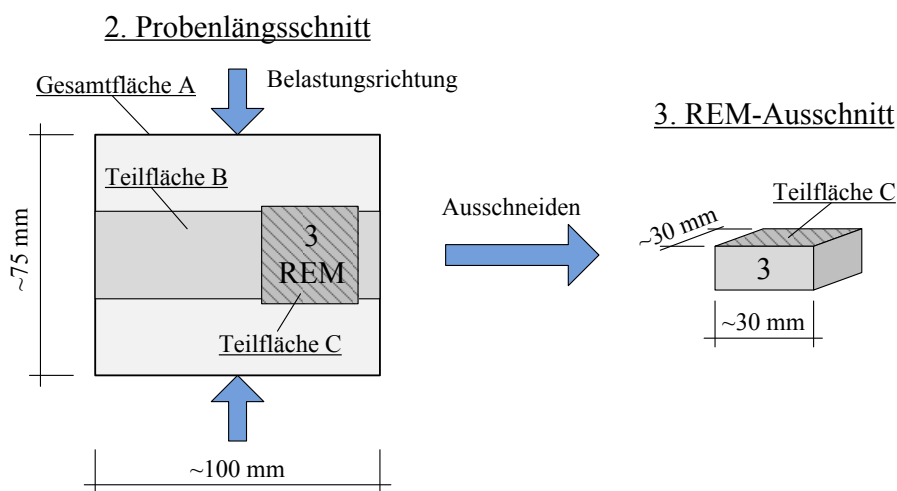 2. Probenlängsschnitt
Gesamtfläche A
Belastungsrichtung
3. REM-Ausschnitt
Teilfläche B
Teilfläche C
Ausschneiden
~30 mm
3
REM
3
~75 mm
Teilfläche C
~30 mm
~100 mm